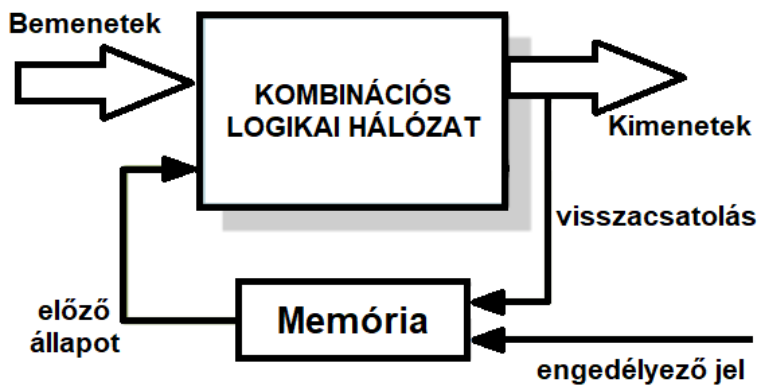 Bemenetek
KOMBINÁCIÓS
LOGIKAI HÁLÓZAT
Kimenetek
visszacsatolás
előző
állapot
Memória
engedélyező jel